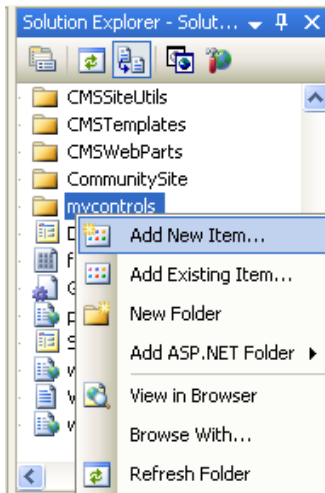 Solution Explorer - Solut...
CMSSiteUtils
CMSTemplates
CMSWebParts
CommunitySite
mycontrols
Add New Item...
Add Existing Item...
New Folder
Add ASP.NET Folder
View in Browser
Browse With...
Refresh Folder